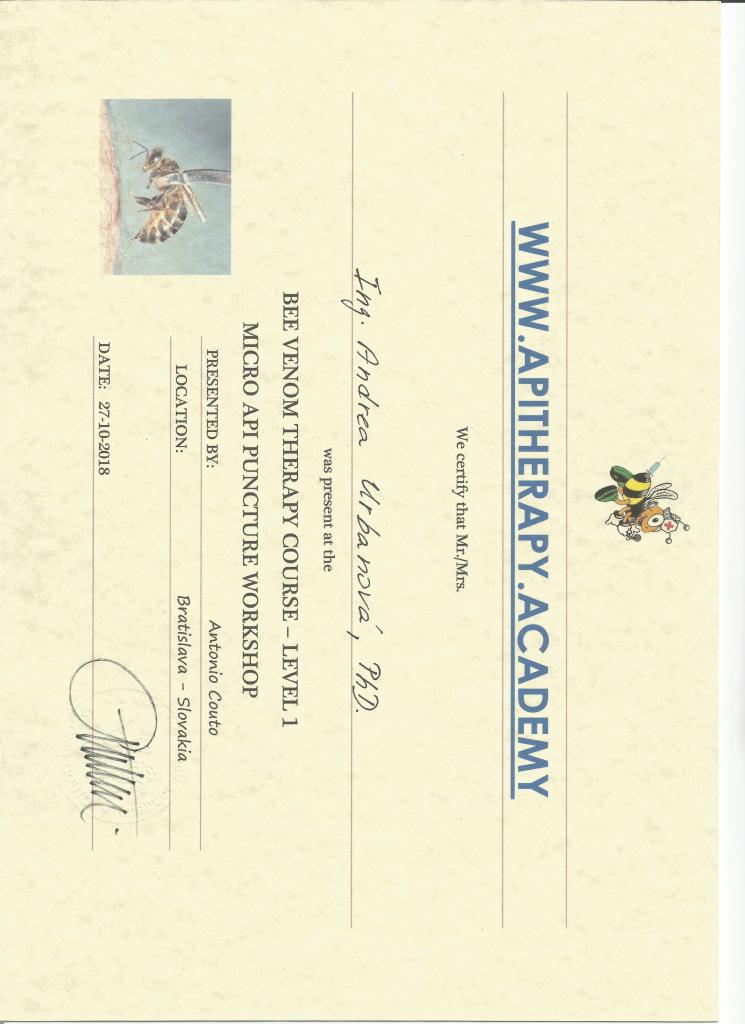 WWW.APITHERAPY.ACADEMY
We certify that Mr./Mrs.
Ing. Andrea Urbanová, PhD.
was present at the
BEE VENOM THERAPY COURSE – LEVEL 1
MICRO API PUNCTURE WORKSHOP
PRESENTED BY: Antonio Couto
LOCATION: Bratislava - Slovakia
DATE: 27-10-2018